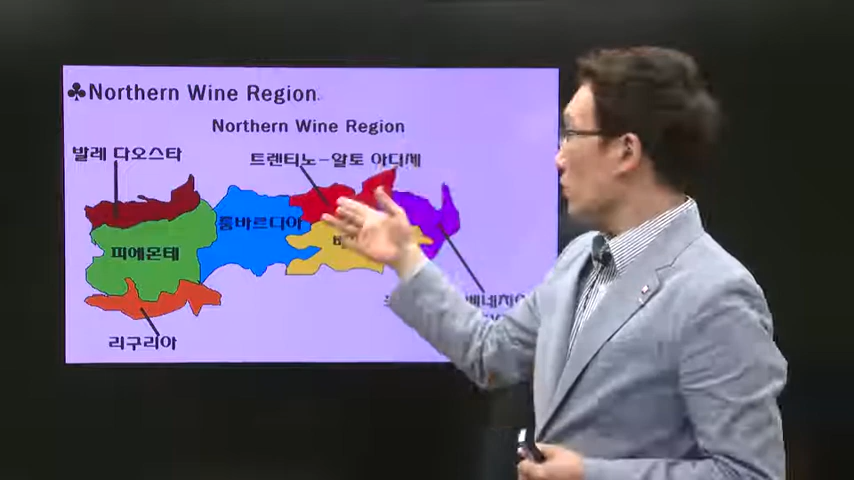 ♣Northern Wine Region
Northern Wine Region
발레 다오스타
트렌티노-알토 아디제
롬바르디아
피에몬테
리구리아